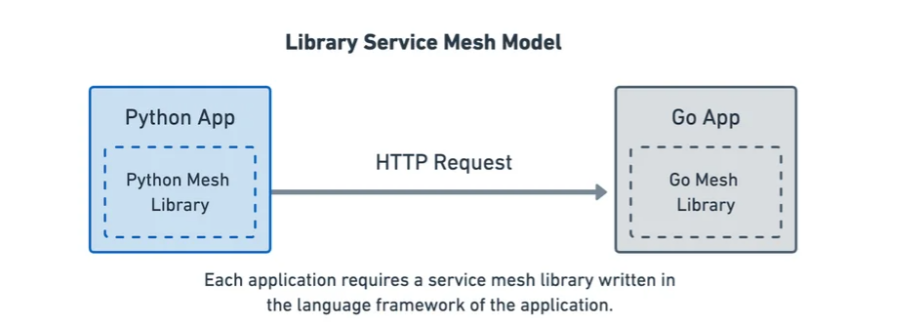 Library Service Mesh Model
Python App
Python Mesh
Library
HTTP Request
Go App
Go Mesh
Library
Each application requires a service mesh library written in
the language framework of the application.